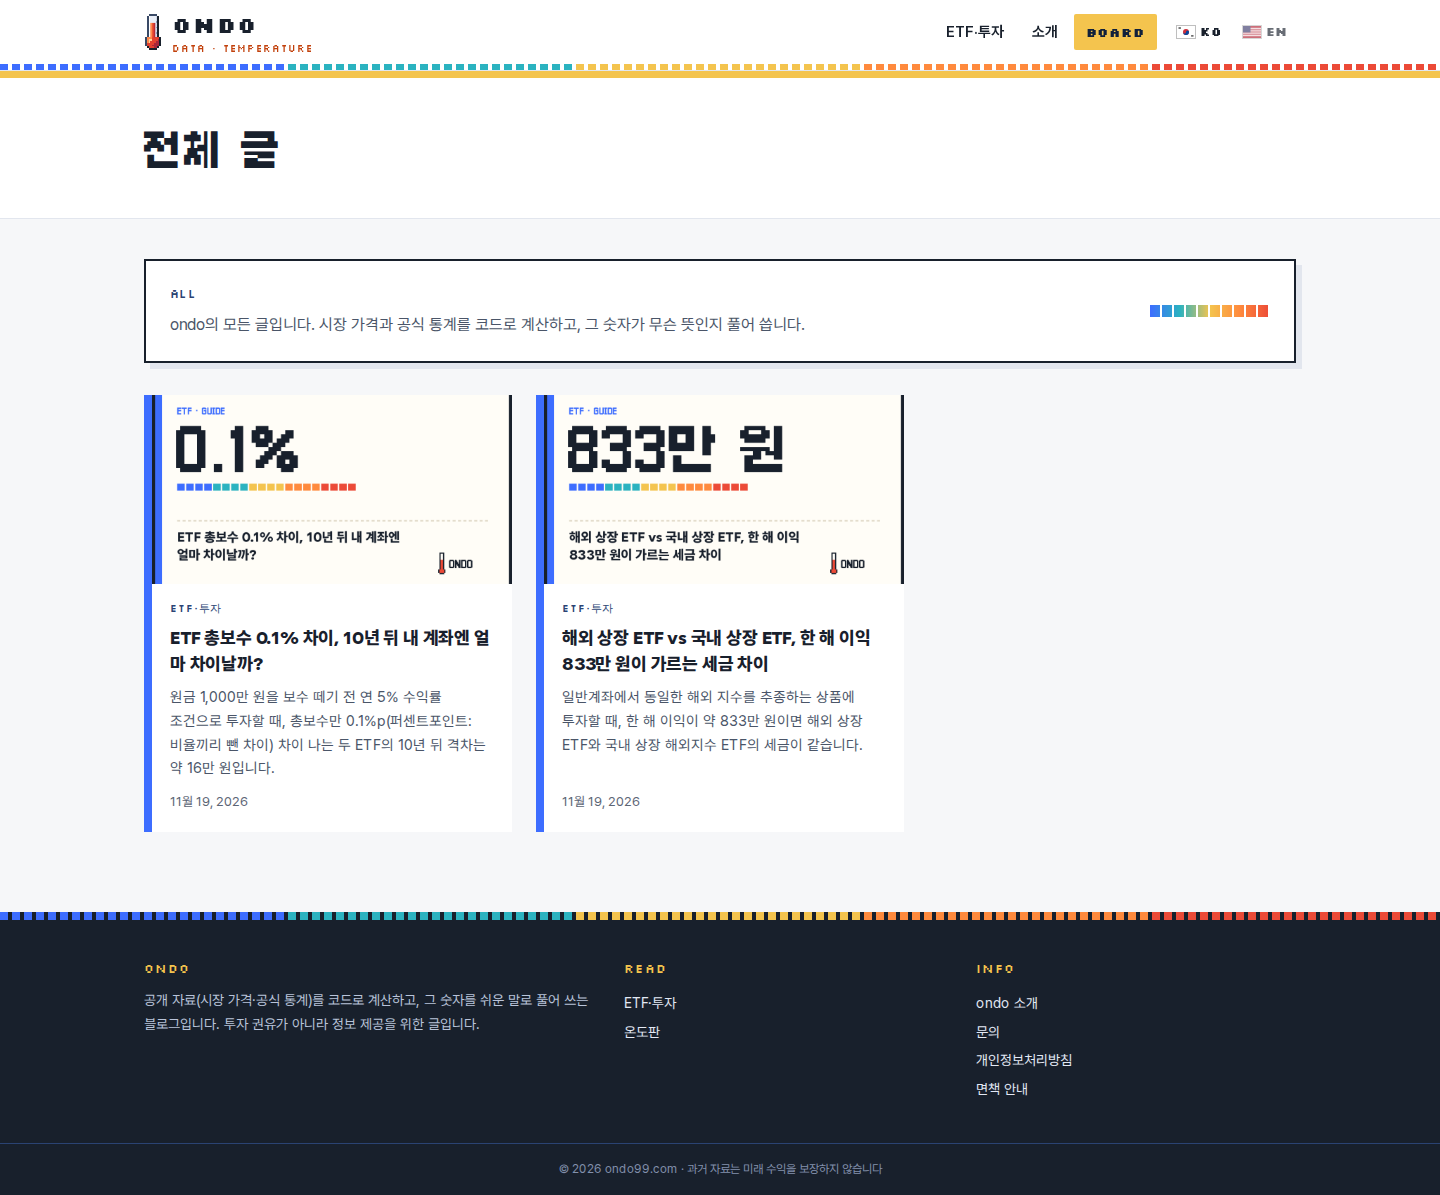 ONDO
DATA · TEMPERATURE
ETF·투자
소개
BOARD
KO
EN
전체 글
ALL
ondo의 모든 글입니다. 시장 가격과 공식 통계를 코드로 계산하고, 그 숫자가 무슨 뜻인지 풀어 씁니다.
ETF · GUIDE
0.1%
ETF 총보수 0.1% 차이, 10년 뒤 내 계좌엔
얼마 차이날까?
ONDO
ETF·투자
ETF 총보수 0.1% 차이, 10년 뒤 내 계좌엔 얼
마 차이날까?
원금 1,000만 원을 보수 떼기 전 연 5% 수익률
조건으로 투자할 때, 총보수만 0.1%p(퍼센트포인트:
비율끼리 뺀 차이) 차이 나는 두 ETF의 10년 뒤 격차는
약 16만 원입니다.
11월 19, 2026
ETF · GUIDE
833만 원
해외 상장 ETF vs 국내 상장 ETF, 한 해 이익
833만 원이 가르는 세금 차이
ONDO
ETF·투자
해외 상장 ETF vs 국내 상장 ETF, 한 해 이익
833만 원이 가르는 세금 차이
일반계좌에서 동일한 해외 지수를 추종하는 상품에
투자할 때, 한 해 이익이 약 833만 원이면 해외 상장
ETF와 국내 상장 해외지수 ETF의 세금이 같습니다.
11월 19, 2026
ONDO
공개 자료(시장 가격·공식 통계)를 코드로 계산하고, 그 숫자를 쉬운 말로 풀어 쓰는
블로그입니다. 투자 권유가 아니라 정보 제공을 위한 글입니다.
READ
ETF·투자
온도판
INFO
ondo 소개
문의
개인정보처리방침
면책 안내
© 2026 ondo99.com · 과거 자료는 미래 수익을 보장하지 않습니다